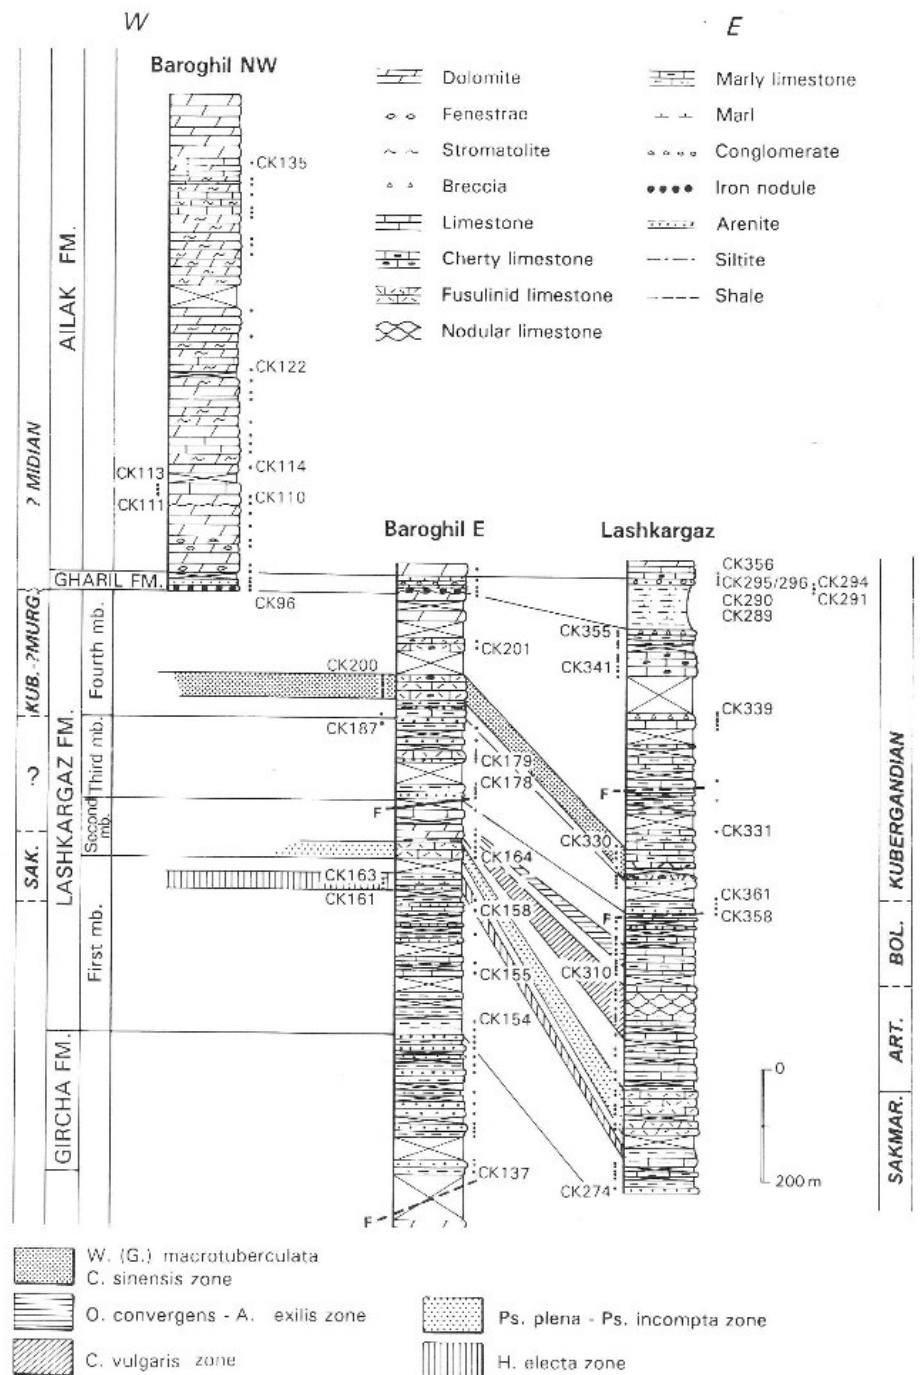 W
E
Baroghil NW
Dolomite
Fenestrae
Stromatolite
Breccia
Limestone
Cherty limestone
Fusulinid limestone
Nodular limestone
Marly limestone
Marl
Conglomerate
Iron nodule
Arenite
Siltite
Shale
? MIDIAN
KUB.-?MURG.
?
SAK.
AILAK FM.
GHARIL FM.
LASHKARGAZ FM.
GIRCHA FM.
Fourth mb.
Third mb.
Second mb.
First mb.
CK135
CK122
CK114
CK113
CK111
CK110
CK96
Baroghil E
CK200
CK201
CK187
CK179
CK178
F
CK164
CK163
CK161
CK158
CK155
CK154
CK137
F
Lashkargaz
CK356
CK295/296
CK294
CK290
CK291
CK289
CK355
CK341
CK339
F
CK331
CK330
CK361
F
CK358
CK310
CK274
0
200 m
KUBERGANDIAN
BOL.
ART.
SAKMAR.
W. (G.) macrotuberculata
C. sinensis zone
O. convergens - A. exilis zone
C. vulgaris zone
Ps. plena - Ps. incompta zone
H. electa zone